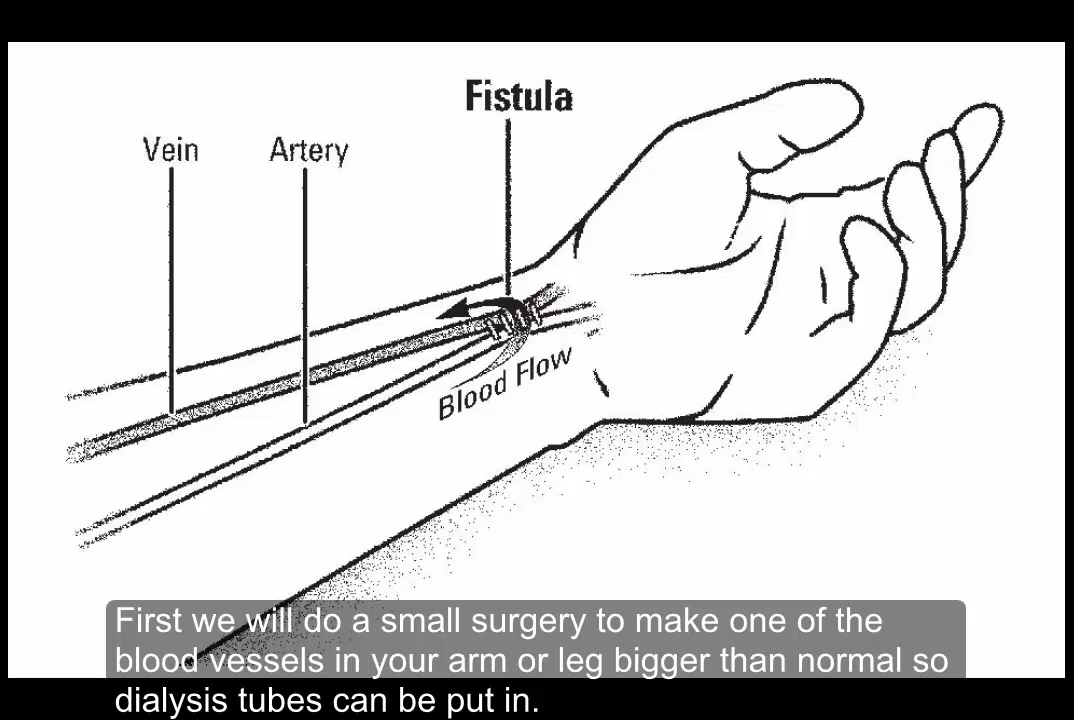 Fistula
Vein
Artery
Blood Flow
First we will do a small surgery to make one of the
blood vessels in your arm or leg bigger than normal so
dialysis tubes can be put in.